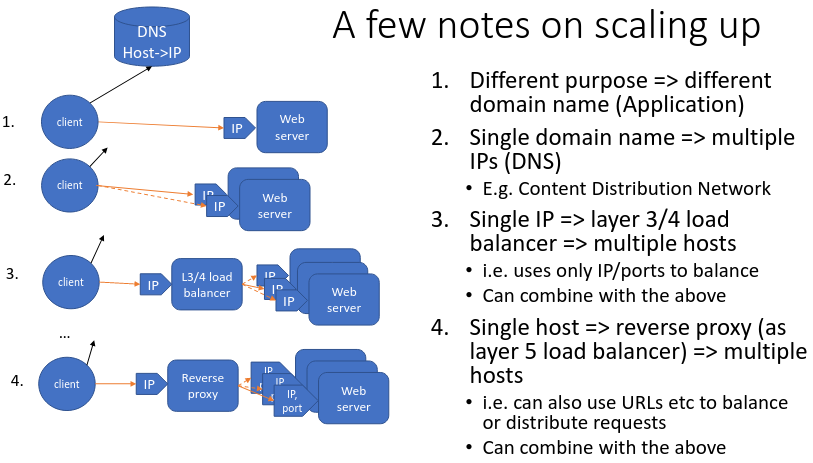 A few notes on scaling up
DNS
Host->IP
1.
client
IP
Web
server
2.
client
IP
IP
Web
server
3.
client
IP
L3/4 load
balancer
IP
IP
IP
Web
server
...
4.
client
IP
Reverse
proxy
IP,
IP,
IP,
port
Web
server
1. Different purpose => different
domain name (Application)
2. Single domain name => multiple
IPs (DNS)
• E.g. Content Distribution Network
3. Single IP => layer 3/4 load
balancer => multiple hosts
• i.e. uses only IP/ports to balance
• Can combine with the above
4. Single host => reverse proxy (as
layer 5 load balancer) => multiple
hosts
• i.e. can also use URLs etc to balance
or distribute requests
• Can combine with the above